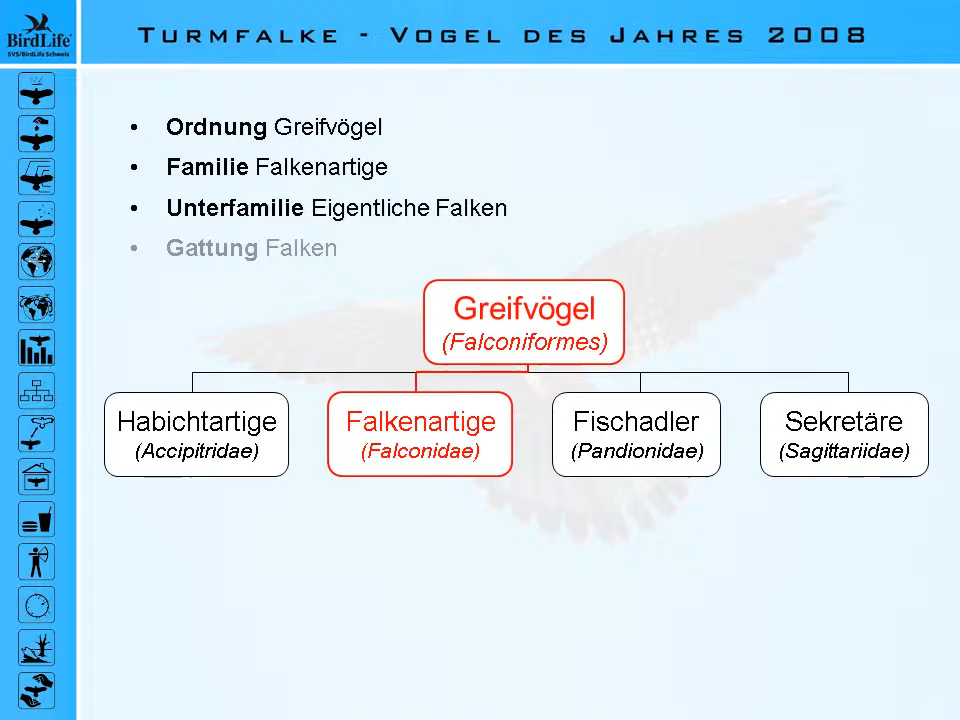 BirdLife®
SVS/BirdLife Schweiz
TURMFALKE - VOGEL DES JAHRES 2008
• Ordnung Greifvögel
• Familie Falkenartige
• Unterfamilie Eigentliche Falken
• Gattung Falken
Greifvögel
(Falconiformes)
Habichtartige
(Accipitridae)
Falkenartige
(Falconidae)
Fischadler
(Pandionidae)
Sekretäre
(Sagittariidae)